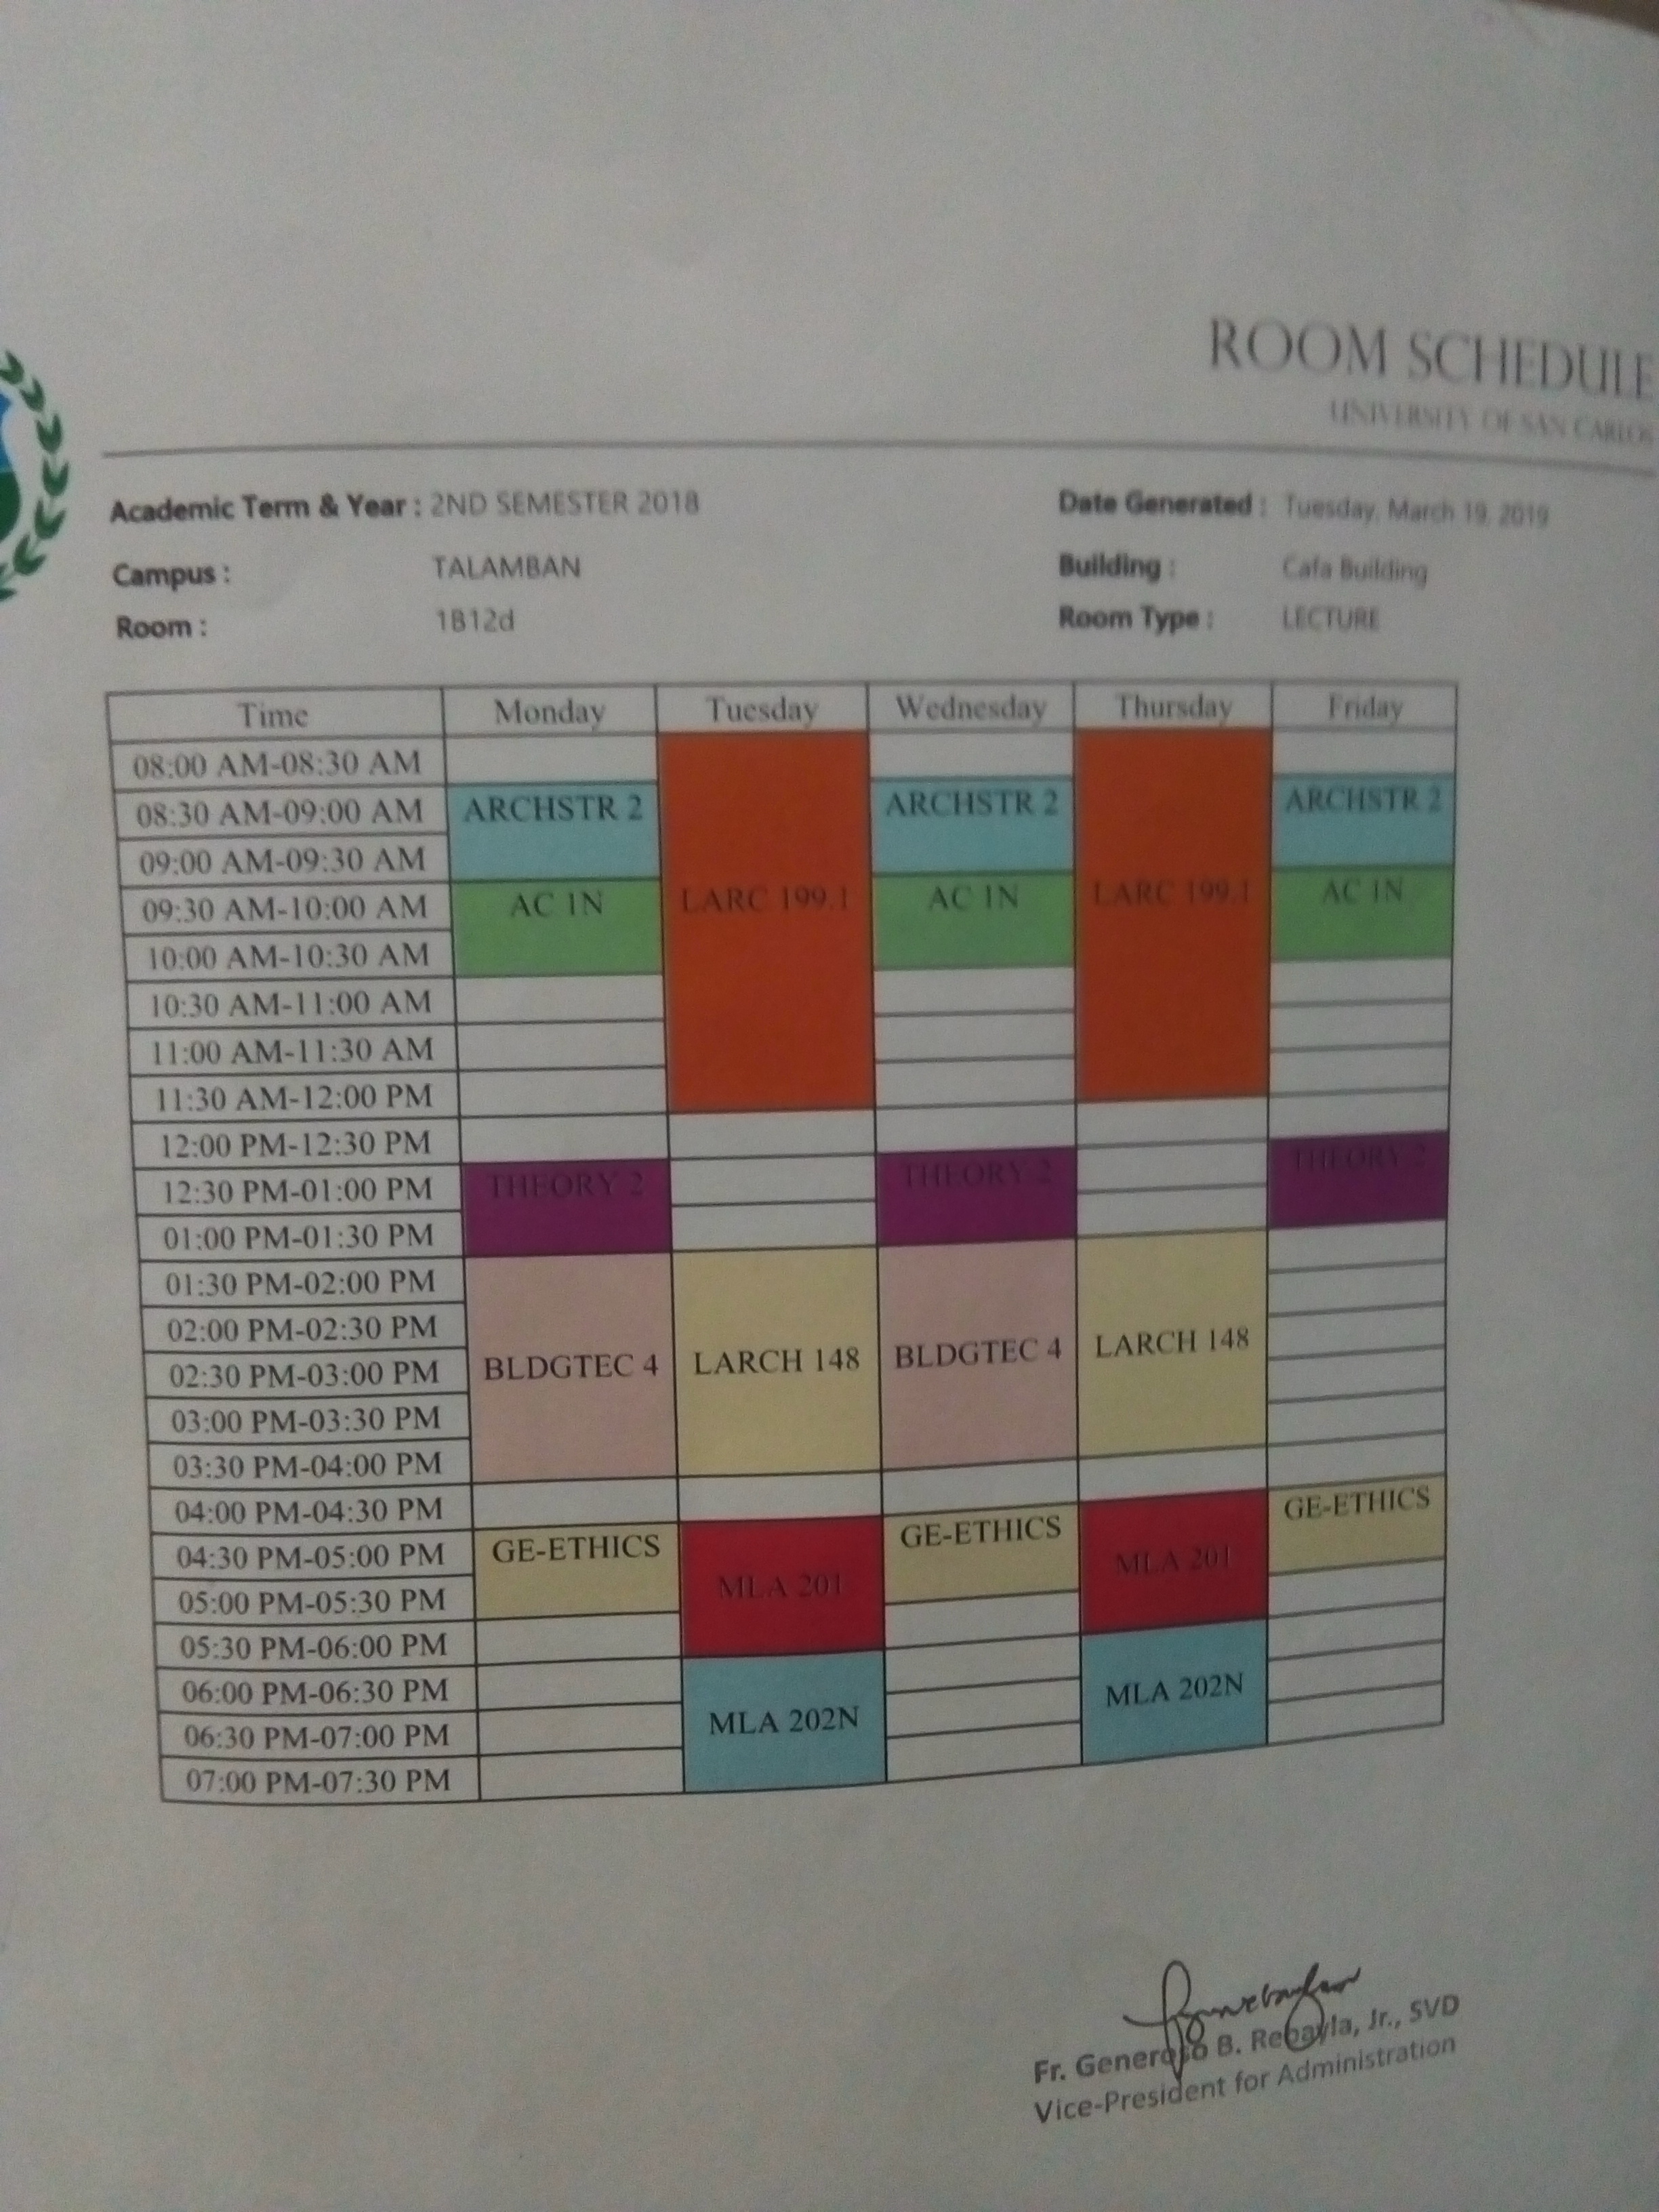 ROOM SCHEDULE
UNIVERSITY OF SAN CARLOS
Academic Term & Year : 2ND SEMESTER 2018 Date Generated : Tuesday, March 19, 2019
Campus : TALAMBAN Building : Cafa Building
Room : 1B12d Room Type : LECTURE
Time Monday Tuesday Wednesday Thursday Friday
08:00 AM-08:30 AM
08:30 AM-09:00 AM ARCHSTR 2 ARCHSTR 2 ARCHSTR 2
09:00 AM-09:30 AM
09:30 AM-10:00 AM AC 1N LARC 199.1 AC 1N LARC 199.1 AC 1N
10:00 AM-10:30 AM
10:30 AM-11:00 AM
11:00 AM-11:30 AM
11:30 AM-12:00 PM
12:00 PM-12:30 PM
12:30 PM-01:00 PM THEORY 2 THEORY 2 THEORY 2
01:00 PM-01:30 PM
01:30 PM-02:00 PM
02:00 PM-02:30 PM
02:30 PM-03:00 PM BLDGTEC 4 LARCH 148 BLDGTEC 4 LARCH 148
03:00 PM-03:30 PM
03:30 PM-04:00 PM
04:00 PM-04:30 PM
04:30 PM-05:00 PM GE-ETHICS MLA 201 GE-ETHICS MLA 201 GE-ETHICS
05:00 PM-05:30 PM
05:30 PM-06:00 PM
06:00 PM-06:30 PM
06:30 PM-07:00 PM MLA 202N MLA 202N
07:00 PM-07:30 PM
Fr. Generoso B. Rebayla, Jr., SVD
Vice-President for Administration